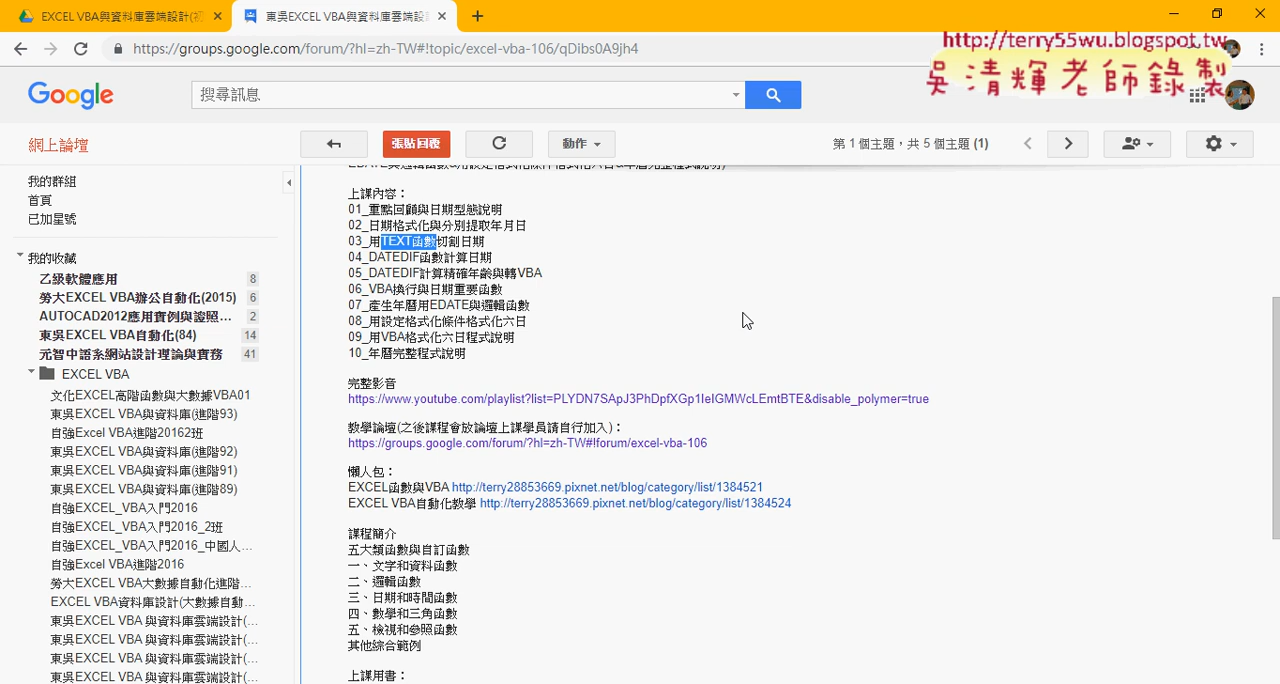 EXCEL VBA與資料庫雲端設計(初
東吳EXCEL VBA與資料庫雲端設計
https://groups.google.com/forum/?hl=zh-TW#!topic/excel-vba-106/qDibs0A9jh4
http://terry55wu.blogspot.tw
吳清輝老師錄製
Google
搜尋訊息
網上論壇
張貼回覆
動作
第 1 個主題，共 5 個主題 (1)
我的群組
首頁
已加星號
我的收藏
乙級軟體應用 8
勞大EXCEL VBA辦公自動化(2015) 6
AUTOCAD2012應用實例與證照... 2
東吳EXCEL VBA自動化(84) 14
元智中語系網站設計理論與實務 41
EXCEL VBA
文化EXCEL高階函數與大數據VBA01
東吳EXCEL VBA與資料庫(進階93)
自強Excel VBA進階20162班
東吳EXCEL VBA與資料庫(進階92)
東吳EXCEL VBA與資料庫(進階91)
東吳EXCEL VBA與資料庫(進階89)
自強EXCEL_VBA入門2016
自強EXCEL_VBA入門2016_2班
自強EXCEL_VBA入門2016_中國人...
自強Excel VBA進階2016
勞大EXCEL VBA大數據自動化進階...
EXCEL VBA資料庫設計(大數據自動...
東吳EXCEL VBA 與資料庫雲端設計(...
東吳EXCEL VBA 與資料庫雲端設計(...
東吳EXCEL VBA 與資料庫雲端設計(...
東吳EXCEL VBA 與資料庫雲端設計(...
上課內容：
01_重點回顧與日期型態說明
02_日期格式化與分別提取年月日
03_用TEXT函數切割日期
04_DATEDIF函數計算日期
05_DATEDIF計算精確年齡與轉VBA
06_VBA換行與日期重要函數
07_產生年曆用EDATE與邏輯函數
08_用設定格式化條件格式化六日
09_用VBA格式化六日程式說明
10_年曆完整程式說明
完整影音
https://www.youtube.com/playlist?list=PLYDN7SApJ3PhDpfXGp1IeIGMWcLEmtBTE&disable_polymer=true
教學論壇(之後課程會放論壇上課學員請自行加入)：
https://groups.google.com/forum/?hl=zh-TW#!forum/excel-vba-106
懶人包：
EXCEL函數與VBA http://terry28853669.pixnet.net/blog/category/list/1384521
EXCEL VBA自動化教學 http://terry28853669.pixnet.net/blog/category/list/1384524
課程簡介
五大類函數與自訂函數
一、文字和資料函數
二、邏輯函數
三、日期和時間函數
四、數學和三角函數
五、檢視和參照函數
其他綜合範例
上課用書：